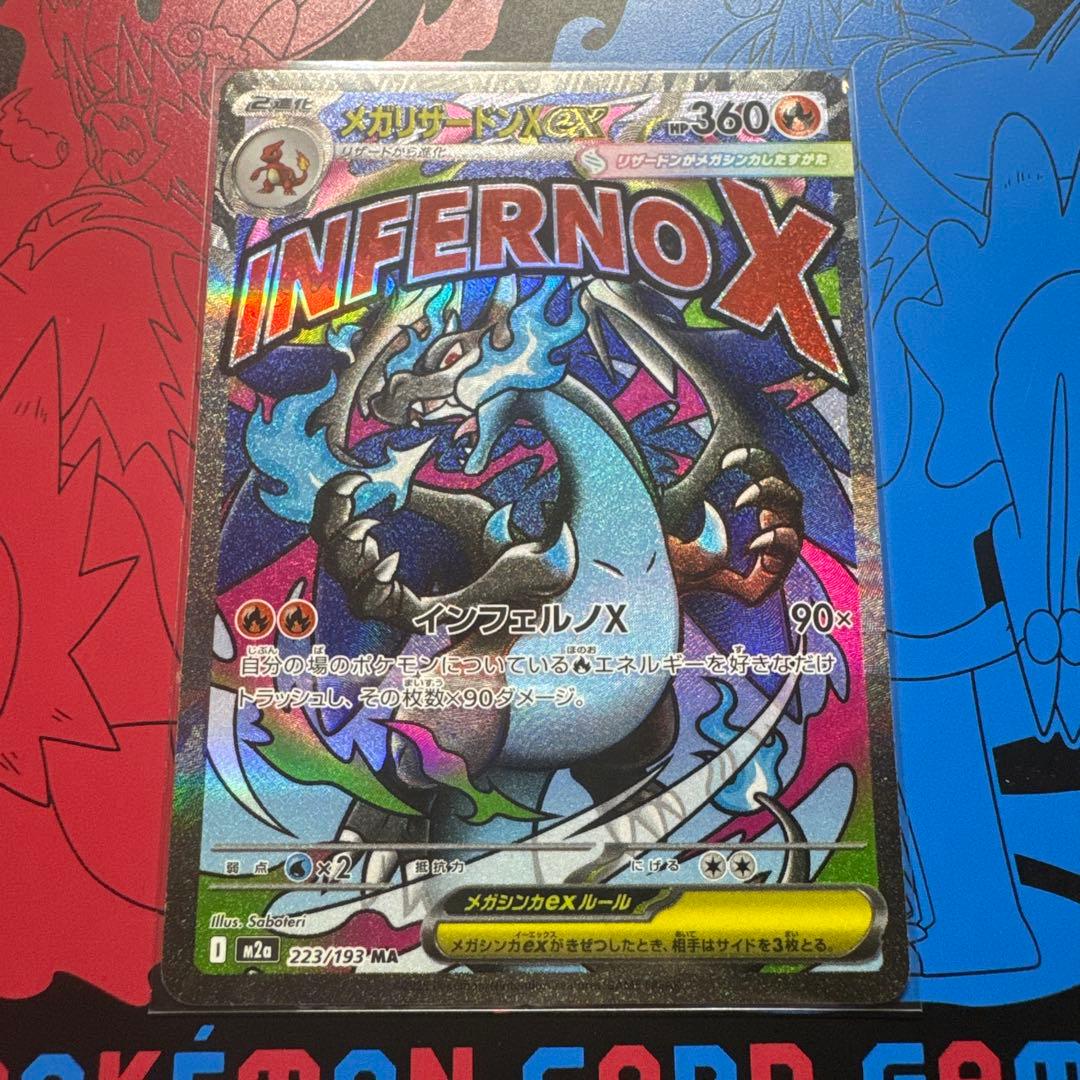 2進化
メガリザードンXex
HP360
リザードから進化
リザードンがメガシンカしたすがた
INFERNO X
インフェルノX 90×
自分の場のポケモンについているエネルギーを好きなだけ
トラッシュし、その枚数×90ダメージ。
弱点 ×2 抵抗力 にげる
メガシンカexルール
メガシンカexがきぜつしたとき、相手はサイドを3枚とる。
Illus. Saboteri
I m2a 223/193 MA
POKÉMON CARD GAM